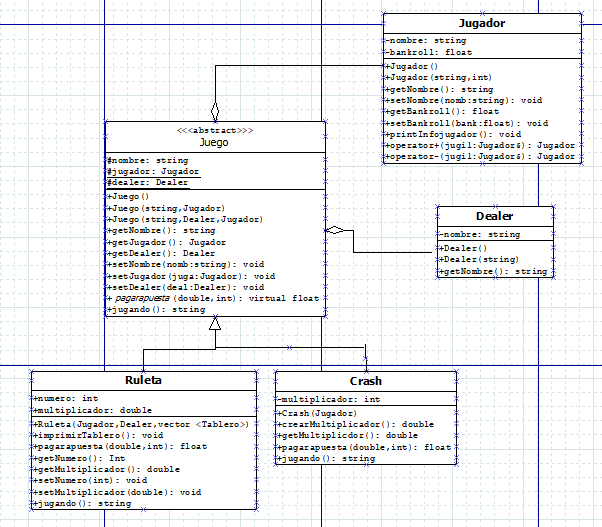 Jugador
-nombre: string
-bankroll: float
+Jugador()
+Jugador(string,int)
+getNombre(): string
+setNombre(nomb:string): void
+getBankroll(): float
+setBankroll(bank:float): void
+printInfojugador(): void
+operator+(jugil:Jugador&): Jugador
+operator-(jugil:Jugador&): Jugador
<<<abstract>>>
Juego
#nombre: string
#jugador: Jugador
#dealer: Dealer
+Juego()
+Juego(string,Jugador)
+Juego(string,Dealer,Jugador)
+getNombre(): string
+getJugador(): Jugador
+getDealer(): Dealer
+setNombre(nomb:string): void
+setJugador(juga:Jugador): void
+setDealer(deal:Dealer): void
+ pagarapuesta (double,int): virtual float
+jugando(): string
Dealer
-nombre: string
+Dealer()
+Dealer(string)
+getNombre(): string
Ruleta
+numero: int
+multiplicador: double
+Ruleta(Jugador,Dealer,vector <Tablero>)
+imprimirTablero(): void
+pagarapuesta(double,int): float
+getNumero(): Int
+getMultiplicador(): double
+setNumero(int): void
+setMultiplicador(double): void
+jugando(): string
Crash
-multiplicador: int
+Crash(Jugador)
+crearMultiplicador(): double
+getMultiplicdor(): double
+pagarapuesta(double,int): float
+jugando(): string